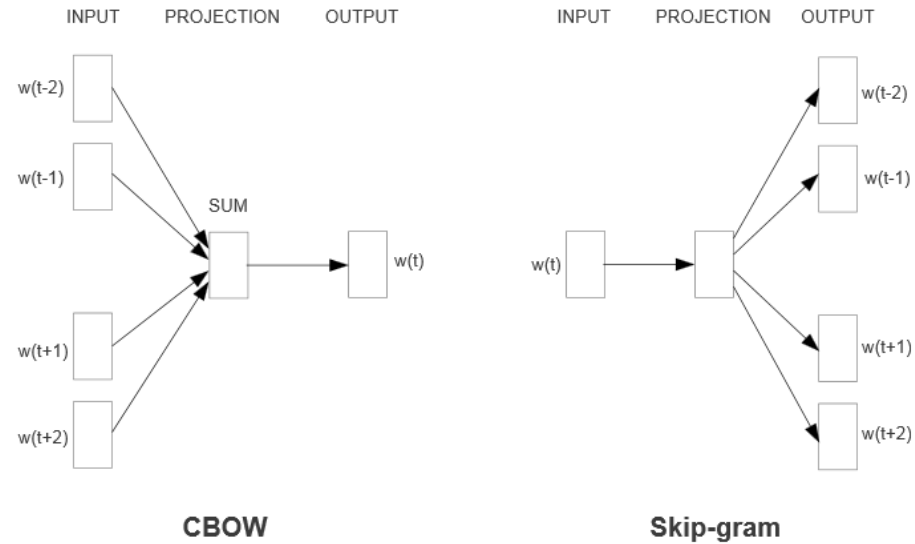 INPUT PROJECTION OUTPUT
w(t-2)
w(t-1)
SUM
w(t)
w(t+1)
w(t+2)
CBOW
INPUT PROJECTION OUTPUT
w(t-2)
w(t-1)
w(t)
w(t+1)
w(t+2)
Skip-gram